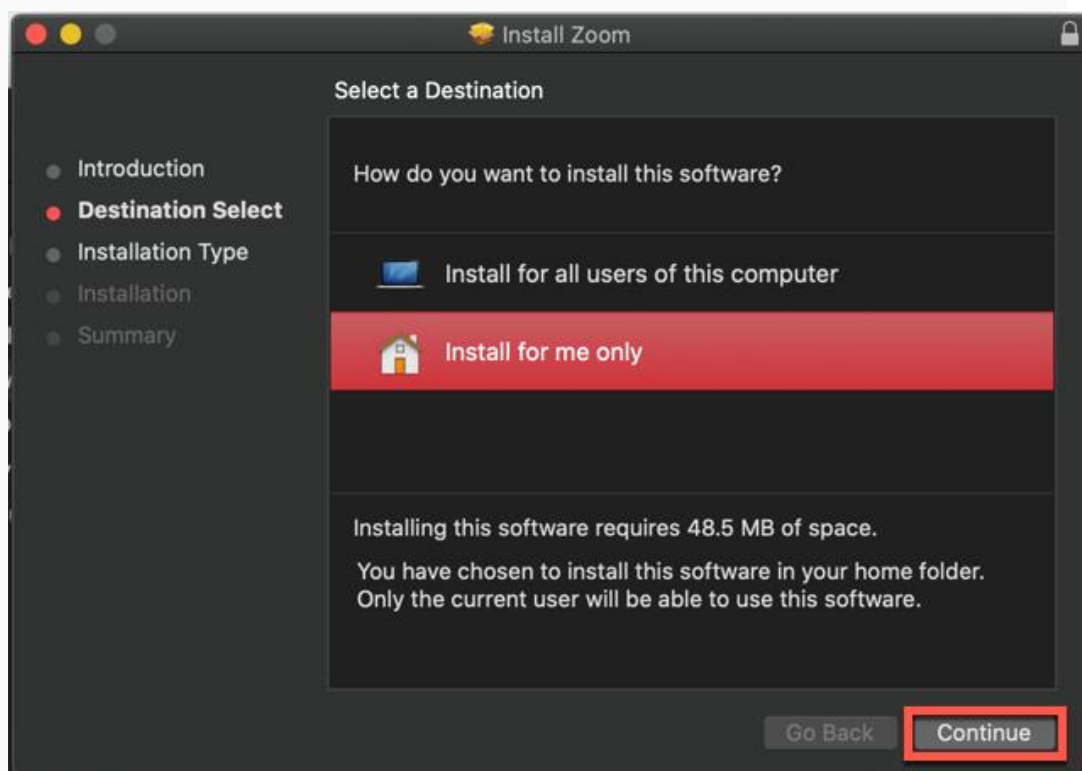 Install Zoom
Select a Destination
Introduction
Destination Select
Installation Type
Installation
Summary
How do you want to install this software?
Install for all users of this computer
Install for me only
Installing this software requires 48.5 MB of space.
You have chosen to install this software in your home folder.
Only the current user will be able to use this software.
Go Back
Continue